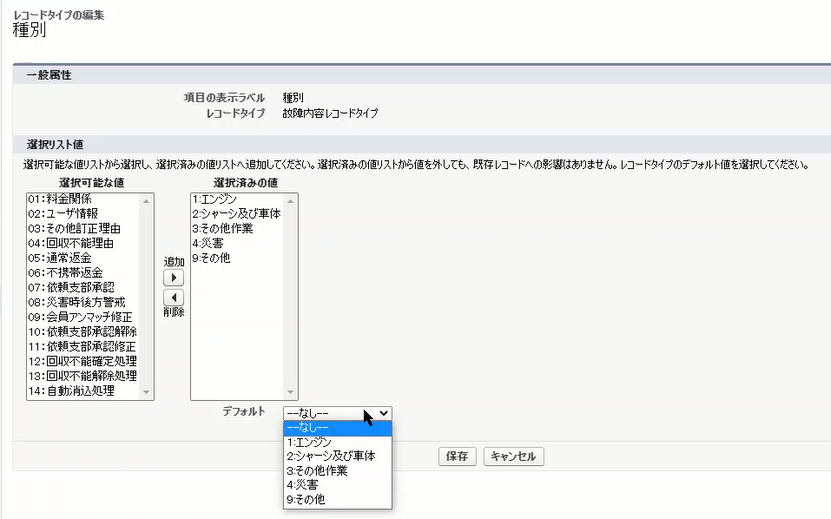 レコードタイプの編集
種別
一般属性
項目の表示ラベル 種別
レコードタイプ 故障内容レコードタイプ
選択リスト値
選択可能な値リストから選択し、選択済みの値リストへ追加してください。選択済みの値リストから値を外しても、既存レコードへの影響はありません。レコードタイプのデフォルト値を選択してください。
選択可能な値
01：料金関係
02：ユーザ情報
03：その他訂正理由
04：回収不能理由
05：通常返金
06：不携帯返金
07：依頼支部承認
08：災害時後方警戒
09：会員アンマッチ修正
10：依頼支部承認解除
11：依頼支部承認修正
12：回収不能確定処理
13：回収不能解除処理
14：自動消込処理
追加
削除
選択済みの値
1:エンジン
2:シャーシ及び車体
3:その他作業
4:災害
9:その他
デフォルト --なし--
--なし--
1:エンジン
2:シャーシ及び車体
3:その他作業
4:災害
9:その他
保存 キャンセル